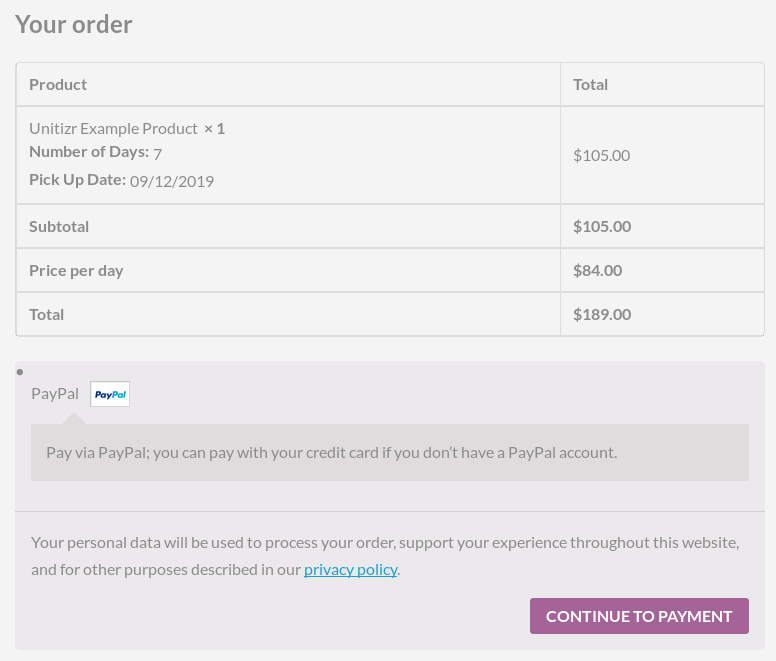 Your order
Product Total
Unitizr Example Product × 1
Number of Days: 7
$105.00
Pick Up Date: 09/12/2019
Subtotal $105.00
Price per day $84.00
Total $189.00
PayPal PayPal
Pay via PayPal; you can pay with your credit card if you don’t have a PayPal account.
Your personal data will be used to process your order, support your experience throughout this website,
and for other purposes described in our privacy policy.
CONTINUE TO PAYMENT